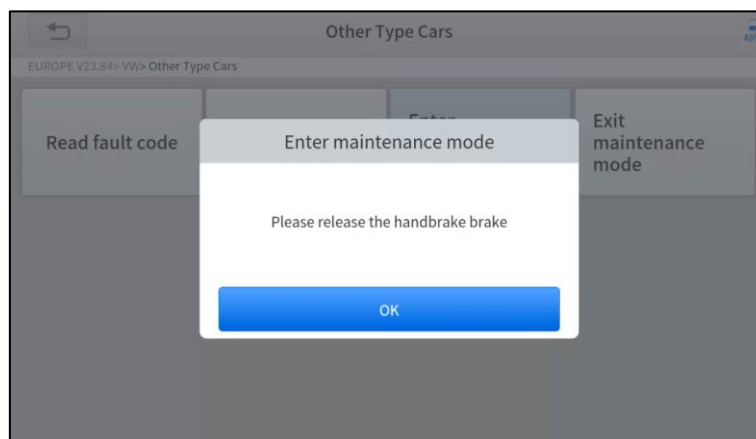 Other Type Cars
EUROPE V23.84> VW> Other Type Cars
Read fault code
Exit
maintenance
mode
Enter maintenance mode
Please release the handbrake brake
OK